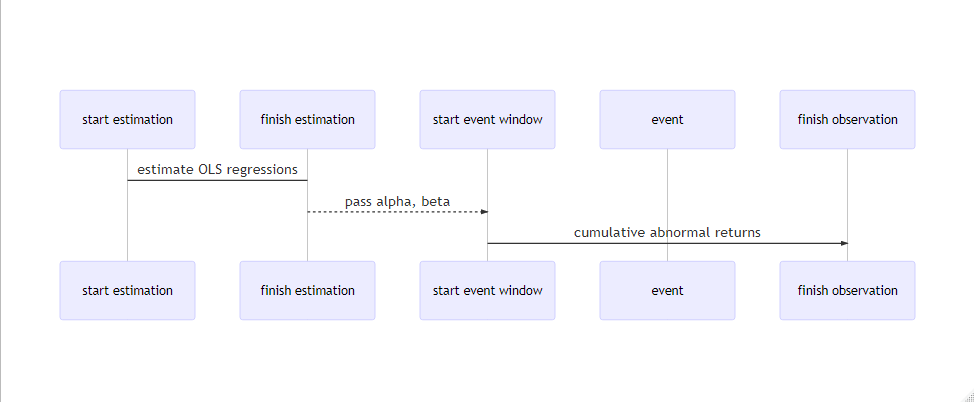 start estimation
finish estimation
start event window
event
finish observation
estimate OLS regressions
pass alpha, beta
cumulative abnormal returns
start estimation
finish estimation
start event window
event
finish observation